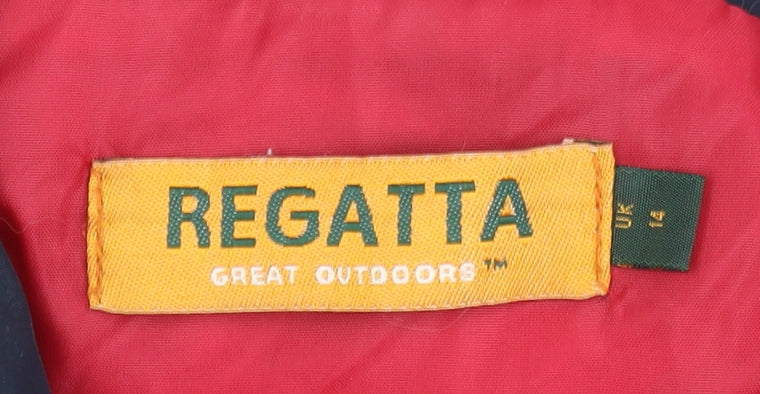 REGATTA
GREAT OUTDOORS™
UK
14